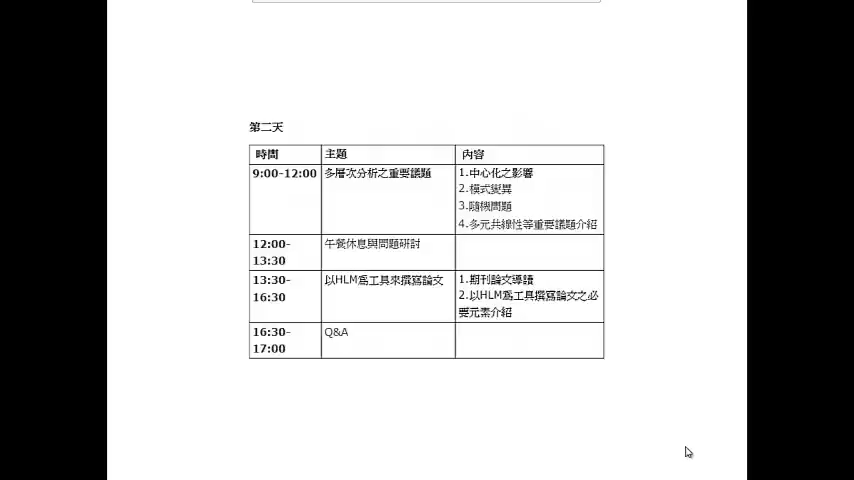 第二天
時間 主題 內容
9:00-12:00 多層次分析之重要議題 1.中心化之影響
2.模式變異
3.隨機問題
4.多元共線性等重要議題介紹
12:00- 午餐休息與問題研討
13:30
13:30- 以HLM為工具來撰寫論文 1.期刊論文導讀
16:30 2.以HLM為工具撰寫論文之必
要元素介紹
16:30- Q&A
17:00